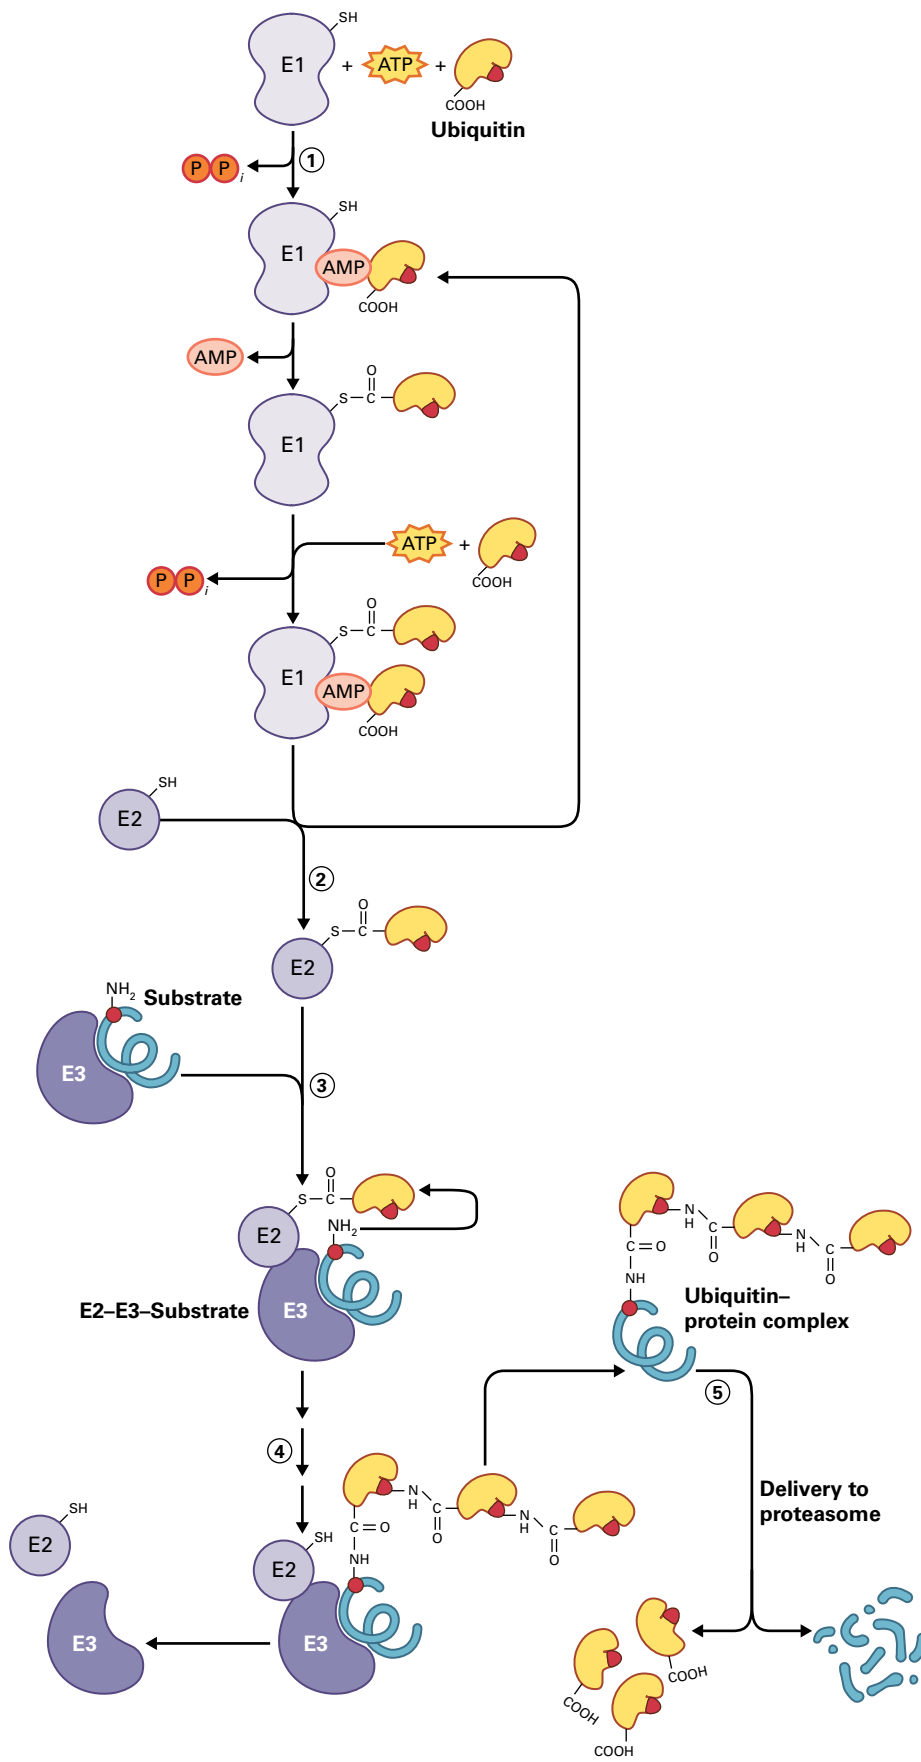 SH
E1 + ATP +
COOH
Ubiquitin
P P i
1
SH
E1
AMP
COOH
AMP
O
S C
E1
ATP +
COOH
P P i
O
S C
E1
AMP
COOH
SH
E2
2
O
S C
E2
NH2
Substrate
E3
3
O
S C
NH2
E2
E3
E2–E3–Substrate
N
H
C
O
N
H
C
O
C=O
NH
Ubiquitin–
protein complex
5
4
Delivery to
proteasome
N
H
C
O
N
H
C
O
C=O
NH
SH
E2
SH
E2
E3
E3
COOH
COOH
COOH